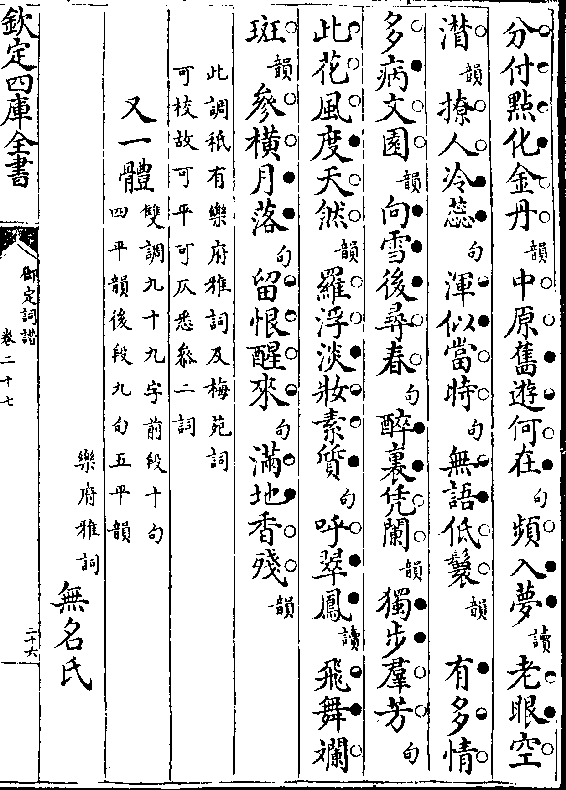 分付點化金丹韻中原舊遊何在句頻入夢讀老眼空
潸韻撩人冷蕊句渾似當時句無語低鬟韻有多情
多病文園韻向雪後尋春句醉裏凭闌韻獨步羣芳句
此花風度天然韻羅浮淡妝素質句呼翠鳳讀飛舞斕
斑韻參橫月落句留恨醒來句滿地香殘韻
此調祇有樂府雅詞及梅苑詞
可校故可平可仄悉參二詞
又一體雙調九十九字前段十句
四平韻後段九句五平韻
樂府雅詞無名氏
欽定四庫全書
御定詞譜
卷二十七
二十六